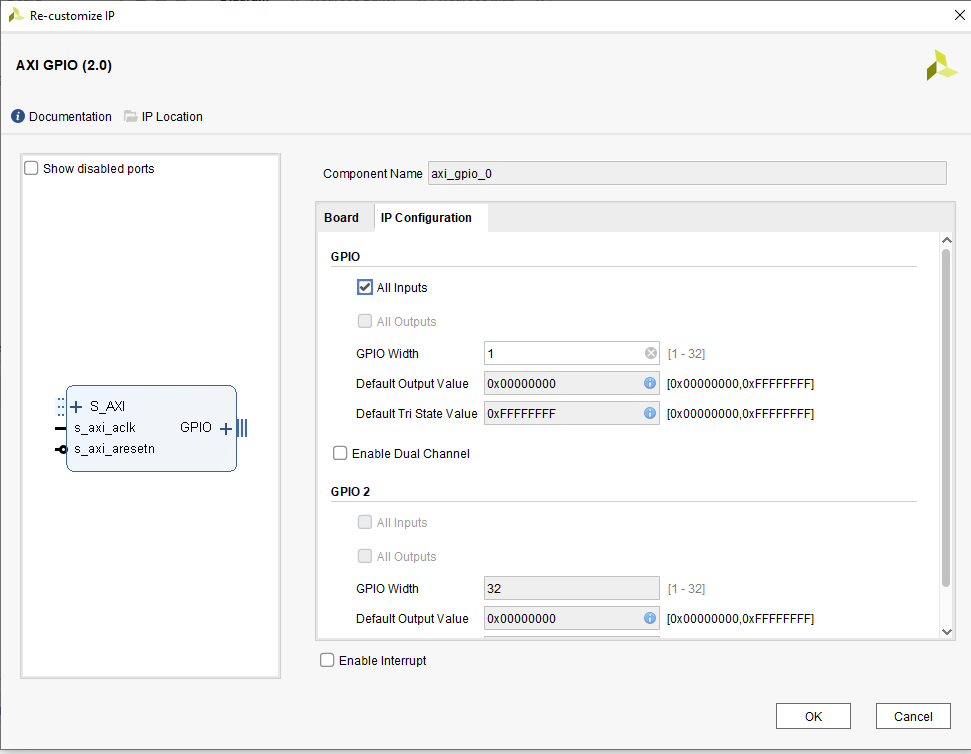 Re-customize IP
AXI GPIO (2.0)
Documentation IP Location
Show disabled ports
S_AXI
s_axi_aclk GPIO
s_axi_aresetn
Component Name axi_gpio_0
Board IP Configuration
GPIO
All Inputs
All Outputs
GPIO Width 1 [1 - 32]
Default Output Value 0x00000000 [0x00000000,0xFFFFFFFF]
Default Tri State Value 0xFFFFFFFF [0x00000000,0xFFFFFFFF]
Enable Dual Channel
GPIO 2
All Inputs
All Outputs
GPIO Width 32 [1 - 32]
Default Output Value 0x00000000 [0x00000000,0xFFFFFFFF]
Enable Interrupt
OK Cancel